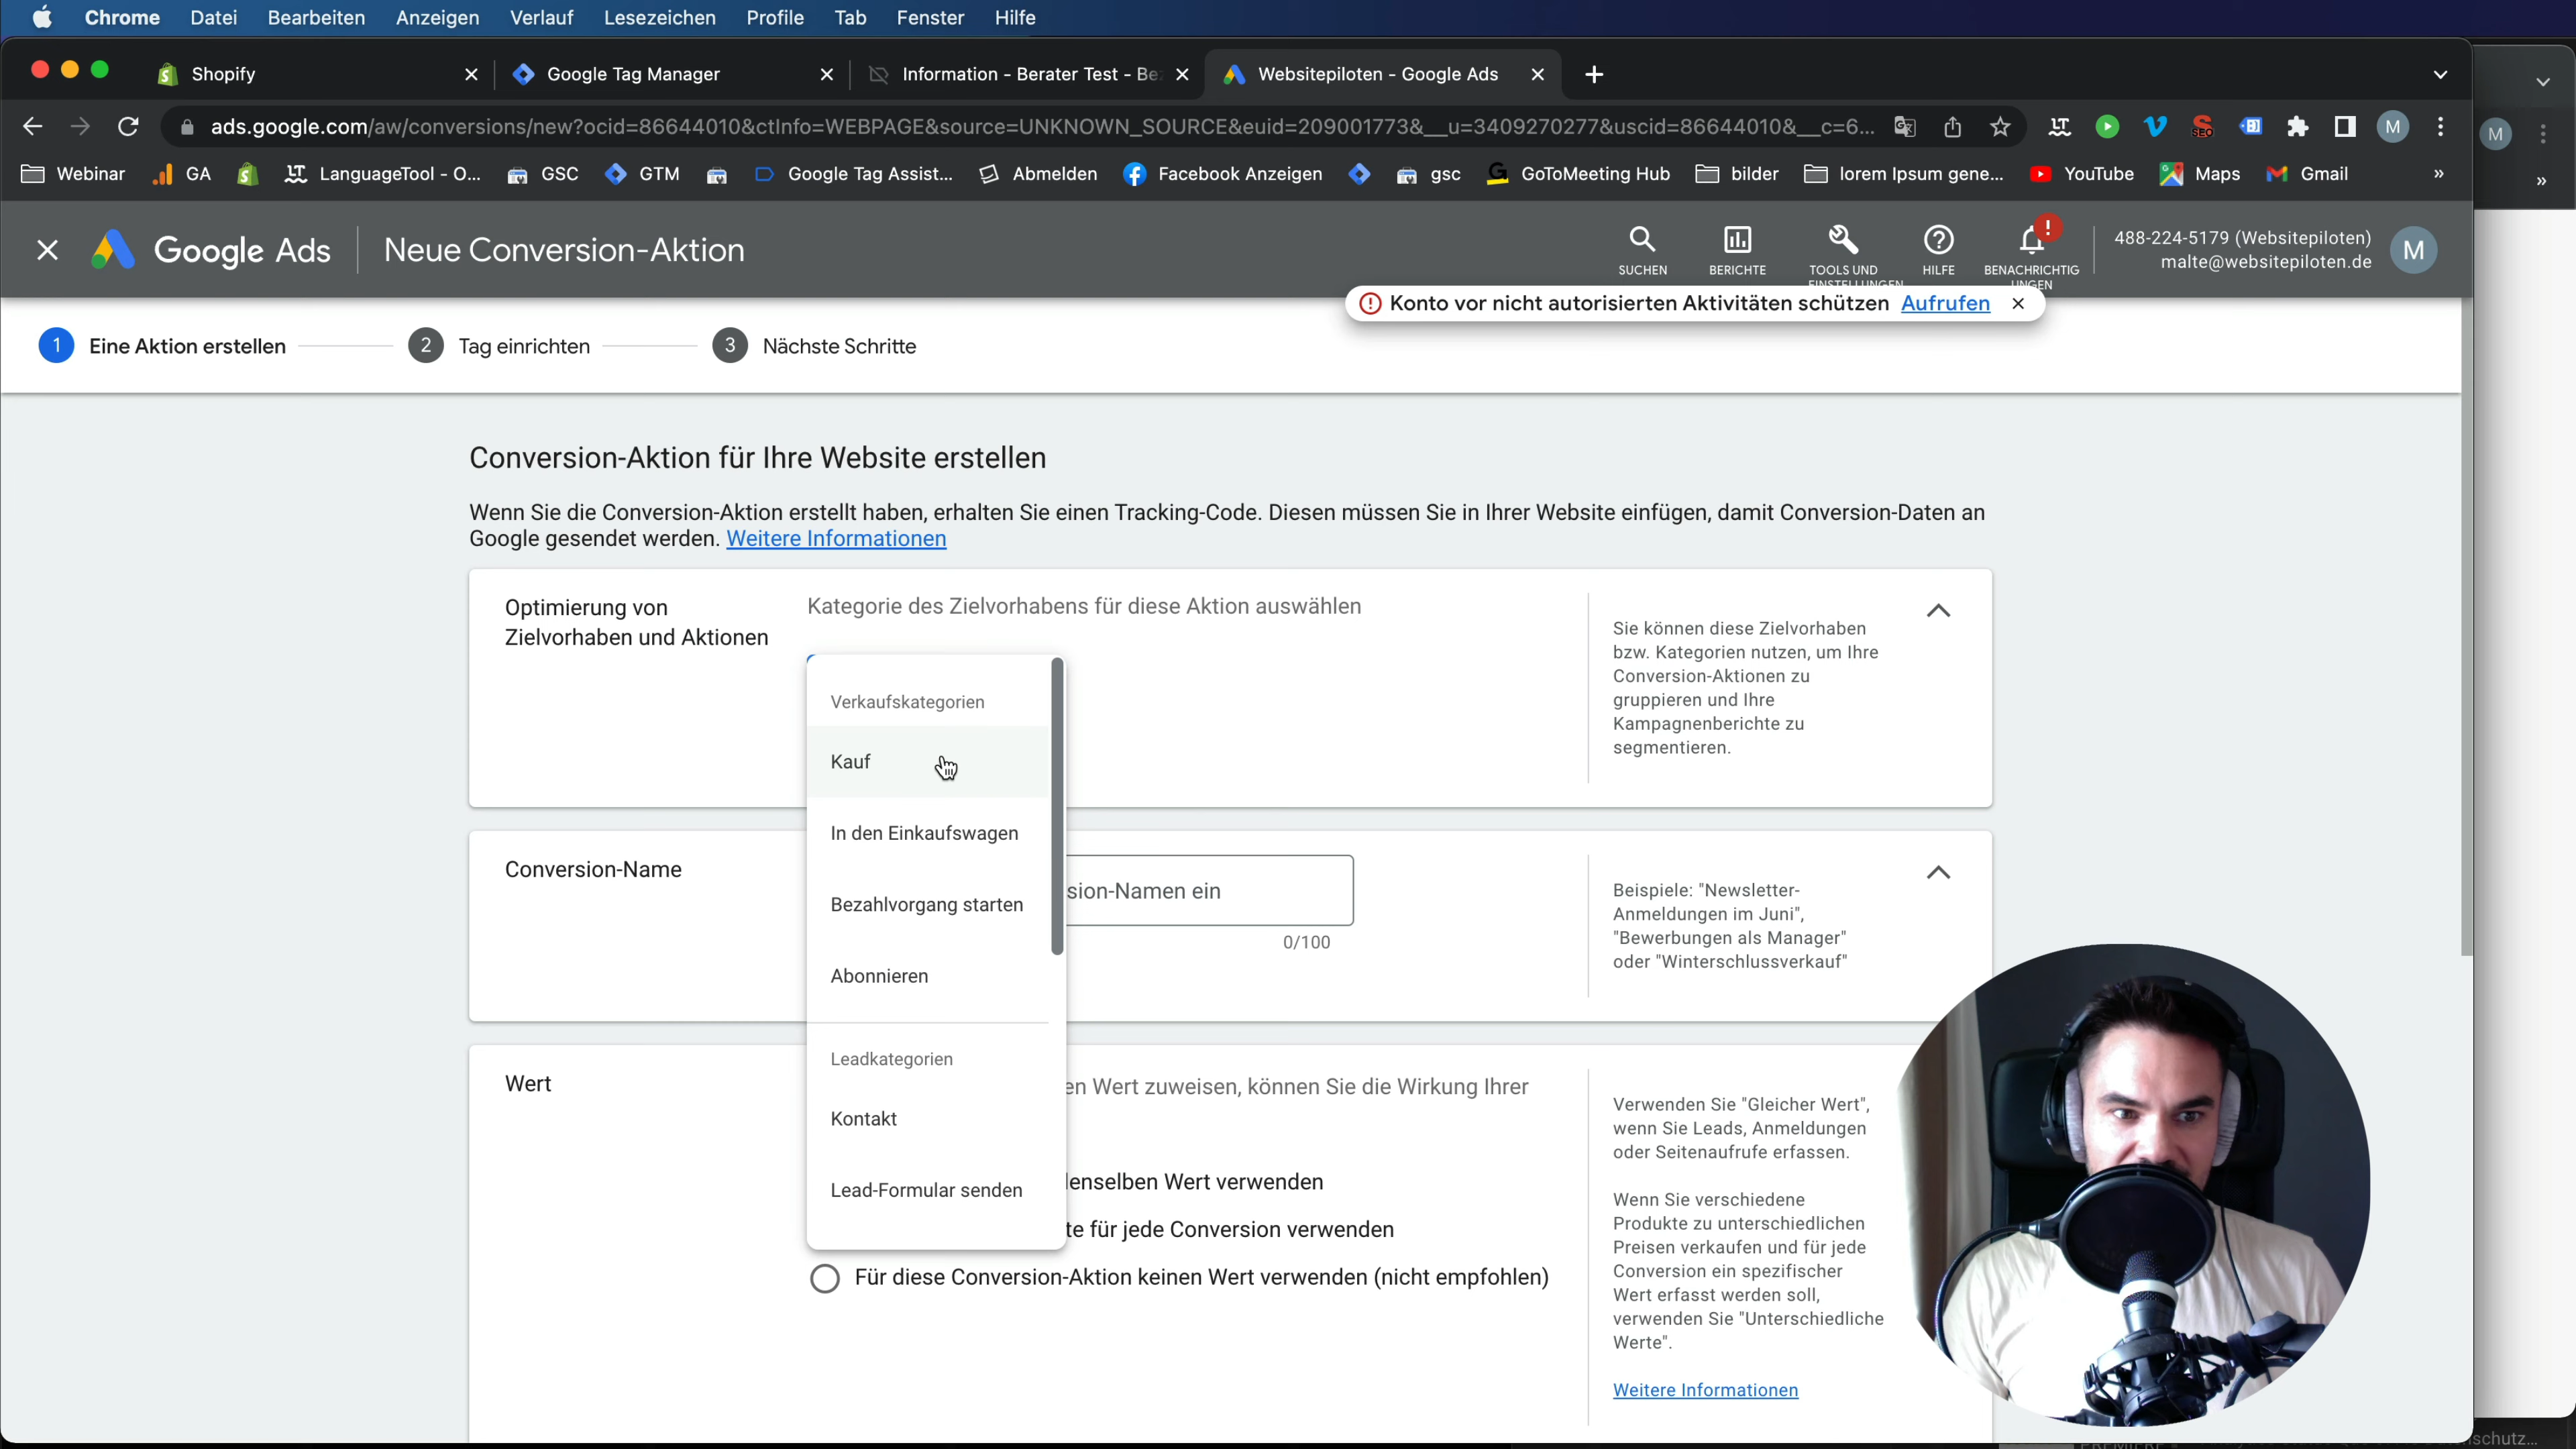 Chrome Datei Bearbeiten Anzeigen Verlauf Lesezeichen Profile Tab Fenster Hilfe
Shopify
Google Tag Manager
Information - Berater Test - Be
Websitepiloten - Google Ads
ads.google.com/aw/conversions/new?ocid=86644010&ctInfo=WEBPAGE&source=UNKNOWN_SOURCE&euid=209001773&__u=3409270277&uscid=86644010&__c=6...
M
M
Webinar GA LanguageTool - O... GSC GTM Google Tag Assist... Abmelden Facebook Anzeigen gsc GoToMeeting Hub bilder lorem Ipsum gene... YouTube Maps Gmail » »
Google Ads
Neue Conversion-Aktion
SUCHEN
BERICHTE
TOOLS UND
EINSTELLUNGEN
HILFE
BENACHRICHTIG
UNGEN
488-224-5179 (Websitepiloten)
malte@websitepiloten.de
M
Konto vor nicht autorisierten Aktivitäten schützen Aufrufen
1 Eine Aktion erstellen
2 Tag einrichten
3 Nächste Schritte
Conversion-Aktion für Ihre Website erstellen
Wenn Sie die Conversion-Aktion erstellt haben, erhalten Sie einen Tracking-Code. Diesen müssen Sie in Ihrer Website einfügen, damit Conversion-Daten an
Google gesendet werden. Weitere Informationen
Optimierung von
Zielvorhaben und Aktionen
Kategorie des Zielvorhabens für diese Aktion auswählen
Sie können diese Zielvorhaben
bzw. Kategorien nutzen, um Ihre
Conversion-Aktionen zu
gruppieren und Ihre
Kampagnenberichte zu
segmentieren.
Verkaufskategorien
Kauf
In den Einkaufswagen
Bezahlvorgang starten
Abonnieren
Leadkategorien
Kontakt
Lead-Formular senden
Conversion-Name
sion-Namen ein
0/100
Beispiele: "Newsletter-
Anmeldungen im Juni",
"Bewerbungen als Manager"
oder "Winterschlussverkauf"
Wert
en Wert zuweisen, können Sie die Wirkung Ihrer
denselben Wert verwenden
te für jede Conversion verwenden
Für diese Conversion-Aktion keinen Wert verwenden (nicht empfohlen)
Verwenden Sie "Gleicher Wert",
wenn Sie Leads, Anmeldungen
oder Seitenaufrufe erfassen.
Wenn Sie verschiedene
Produkte zu unterschiedlichen
Preisen verkaufen und für jede
Conversion ein spezifischer
Wert erfasst werden soll,
verwenden Sie "Unterschiedliche
Werte".
Weitere Informationen